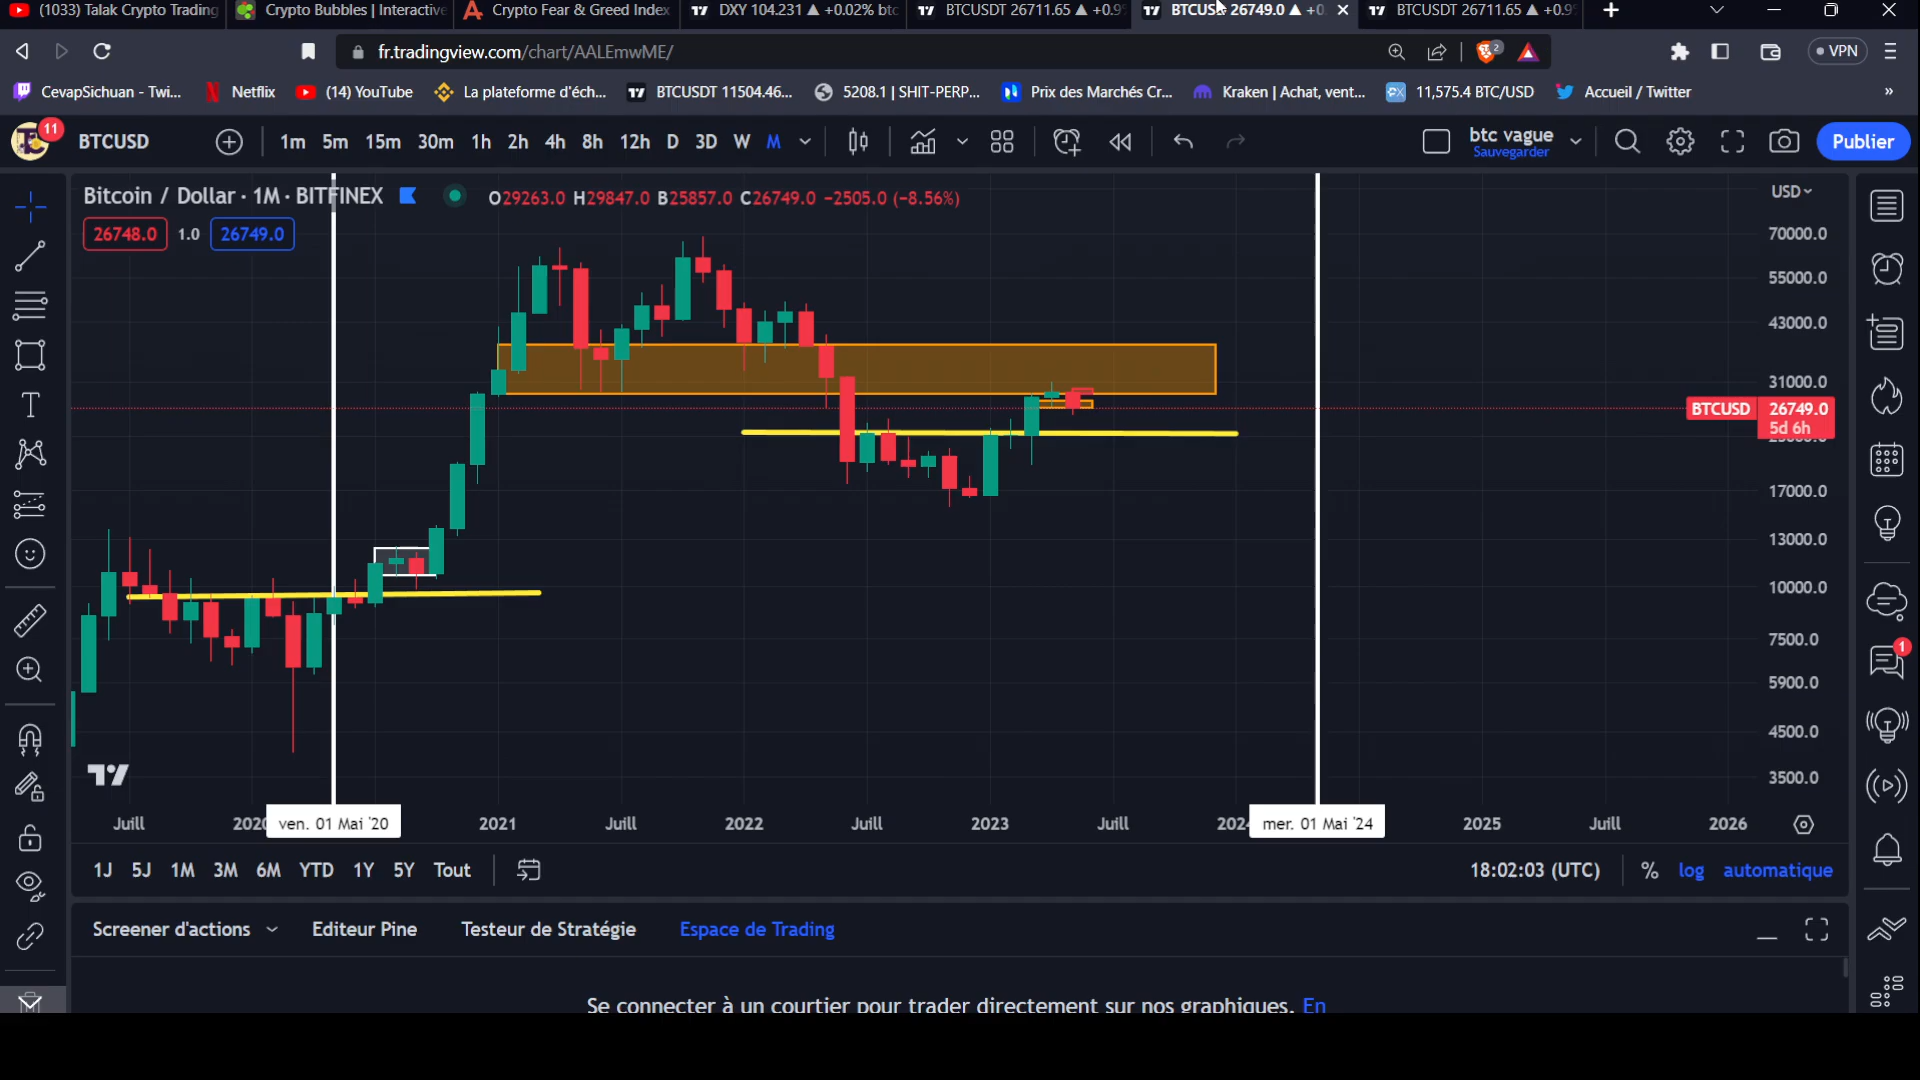 (1033) Talak Crypto Trading
Crypto Bubbles | Interactive
Crypto Fear & Greed Index
DXY 104.231 ▲ +0.02% btc
BTCUSDT 26711.65 ▲ +0.9
BTCUS 26749.0 ▲ +0
BTCUSDT 26711.65 ▲ +0.9
fr.tradingview.com/chart/AALEmwME/
2
VPN
CevapSichuan - Twi...
Netflix
(14) YouTube
La plateforme d'éch...
BTCUSDT 11504.46...
5208.1 | SHIT-PERP...
Prix des Marchés Cr...
Kraken | Achat, vent...
11,575.4 BTC/USD
Accueil / Twitter
»
11
BTCUSD
1m 5m 15m 30m 1h 2h 4h 8h 12h D 3D W M
btc vague
Sauvegarder
Publier
Bitcoin / Dollar · 1M · BITFINEX
O29263.0 H29847.0 B25857.0 C26749.0 −2505.0 (−8.56%)
USD
26748.0 1.0 26749.0
70000.0
55000.0
43000.0
31000.0
BTCUSD 26749.0
5d 6h
17000.0
13000.0
10000.0
7500.0
5900.0
4500.0
3500.0
1
Juill
2020
ven. 01 Mai '20
2021
Juill
2022
Juill
2023
Juill
2024
mer. 01 Mai '24
2025
Juill
2026
1J 5J 1M 3M 6M YTD 1Y 5Y Tout
18:02:03 (UTC)
% log automatique
Screener d'actions
Editeur Pine
Testeur de Stratégie
Espace de Trading
Se connecter à un courtier pour trader directement sur nos graphiques. En